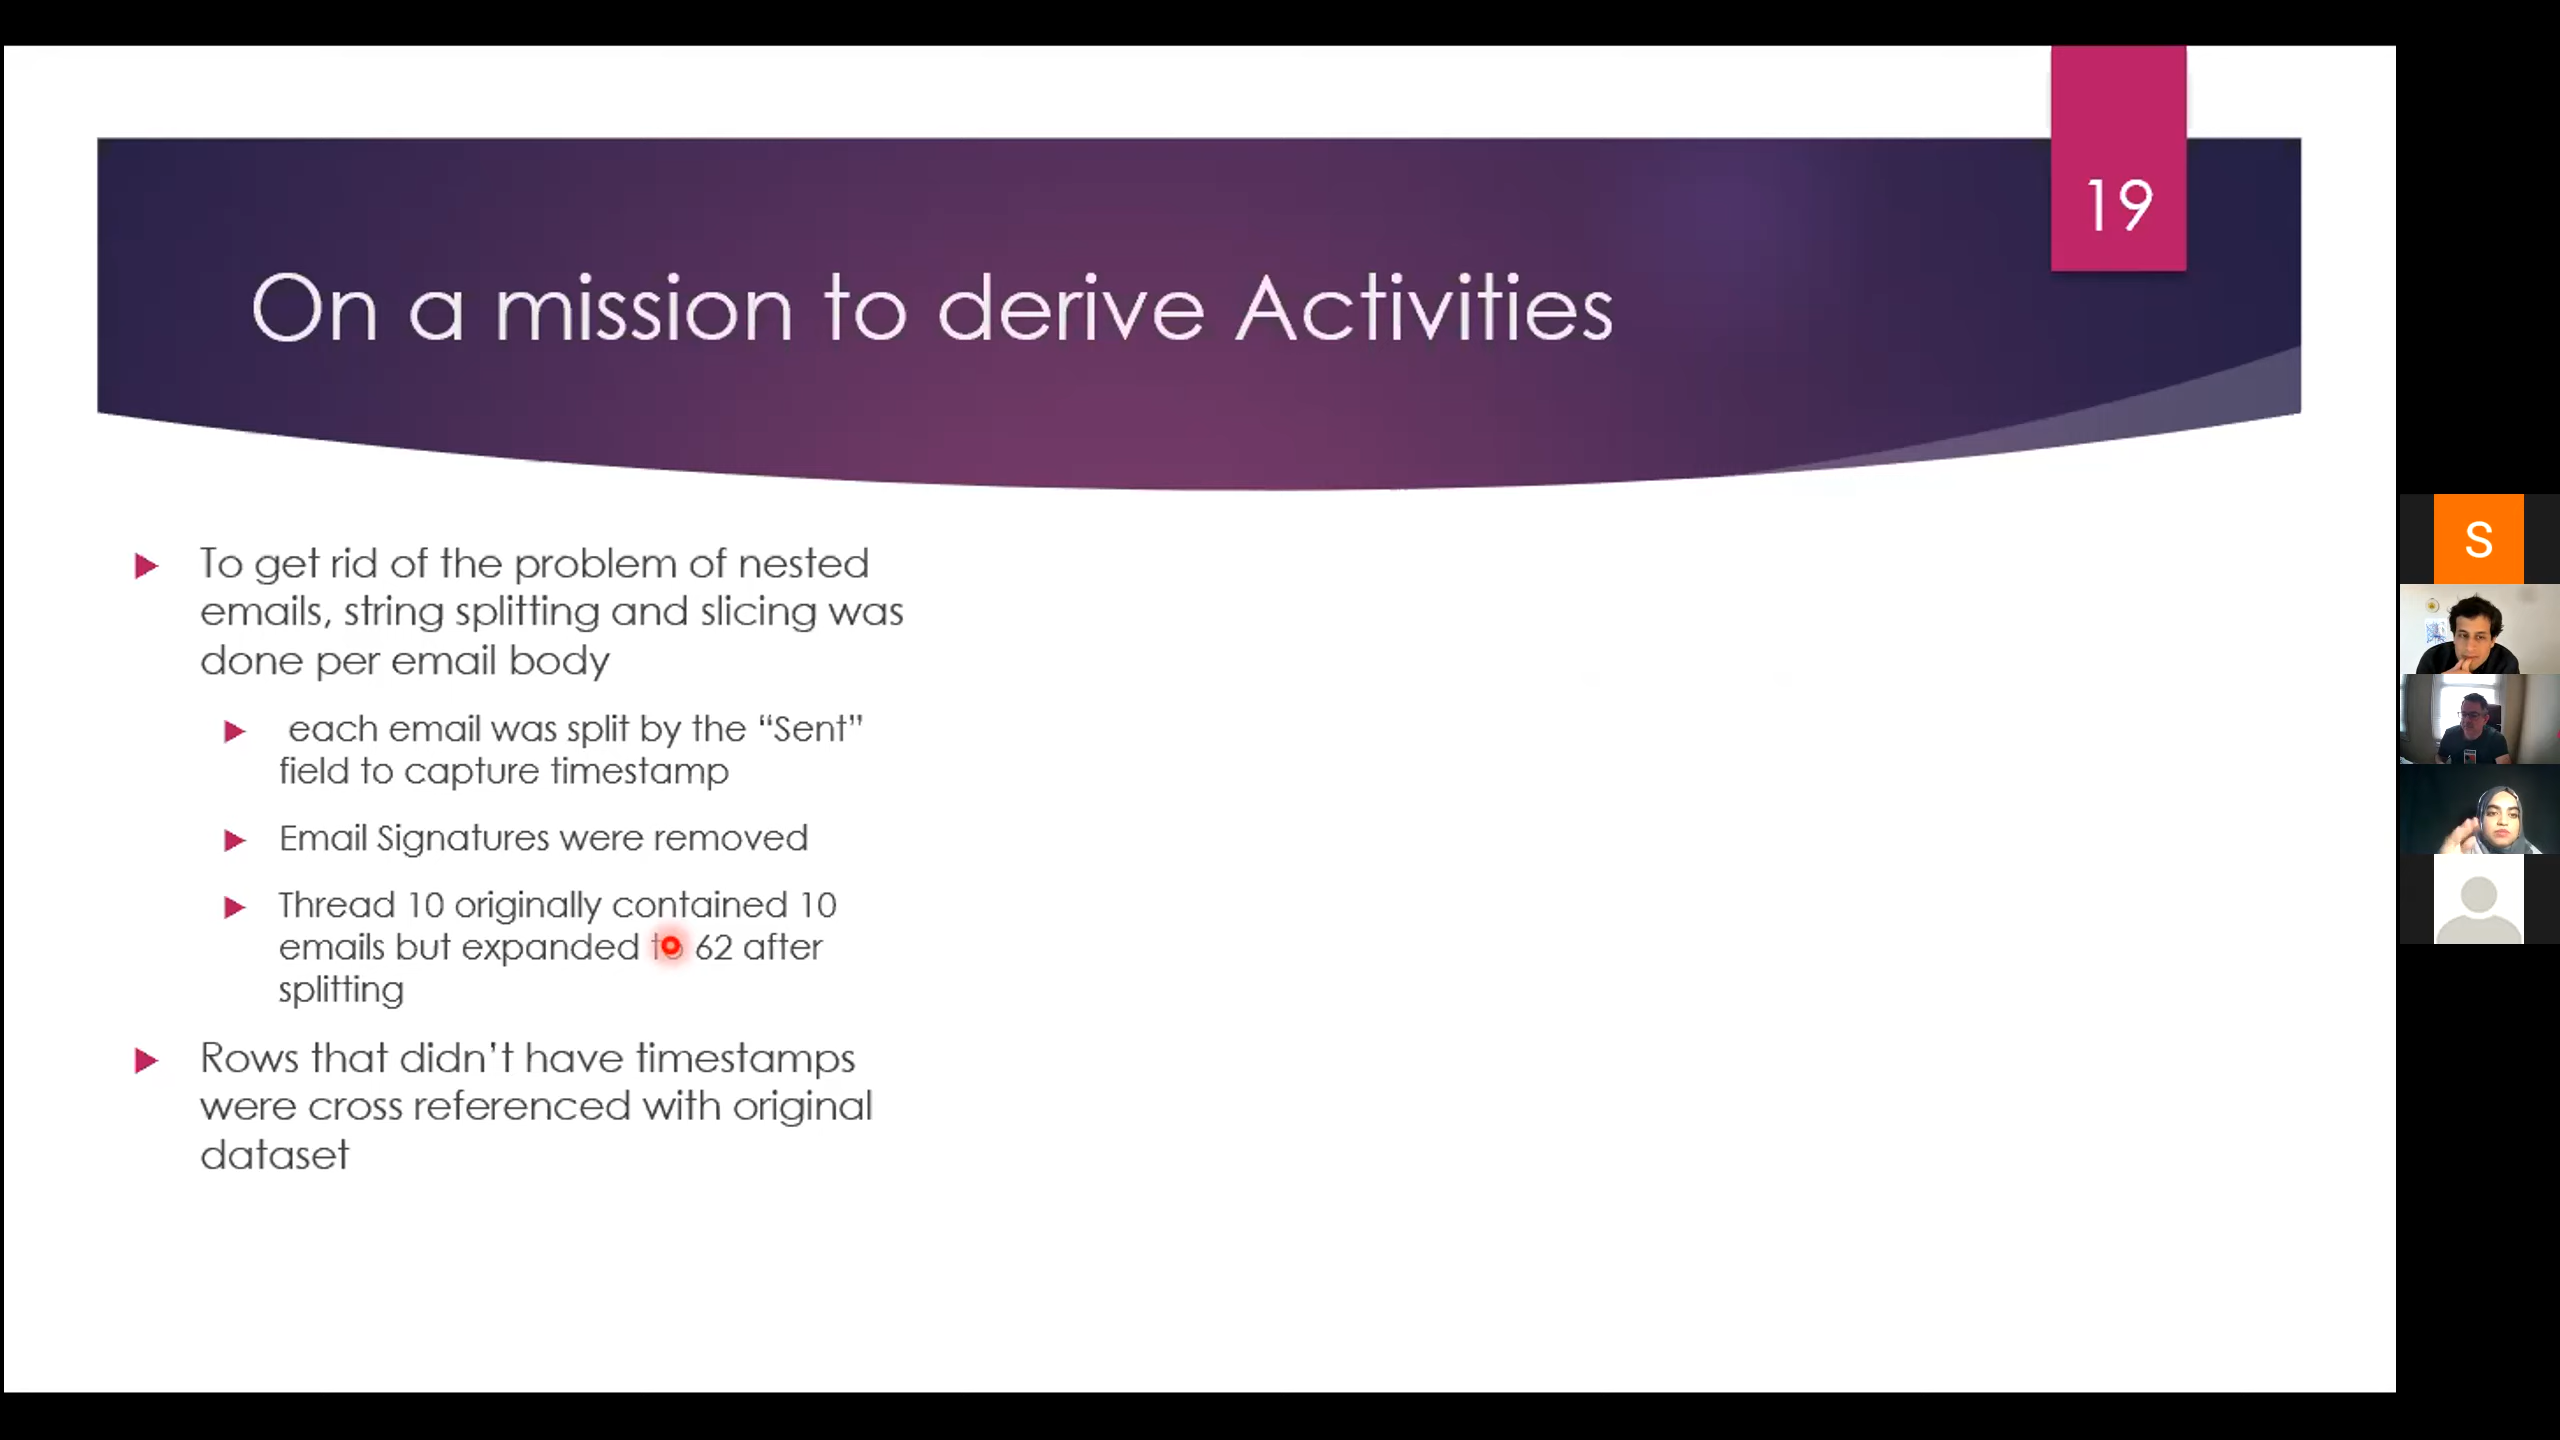 19
On a mission to derive Activities
To get rid of the problem of nested
emails, string splitting and slicing was
done per email body
each email was split by the “Sent”
field to capture timestamp
Email Signatures were removed
Thread 10 originally contained 10
emails but expanded to 62 after
splitting
Rows that didn’t have timestamps
were cross referenced with original
dataset
S